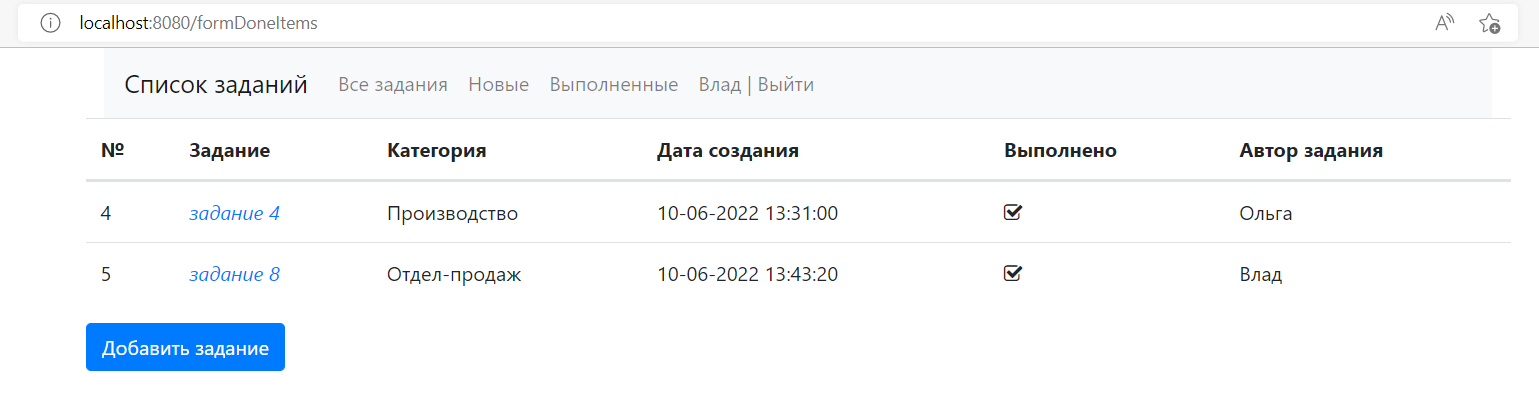 localhost:8080/formDoneItems
Список заданий Все задания Новые Выполненные Влад | Выйти
№ Задание Категория Дата создания Выполнено Автор задания
4 задание 4 Производство 10-06-2022 13:31:00 Ольга
5 задание 8 Отдел-продаж 10-06-2022 13:43:20 Влад
Добавить задание